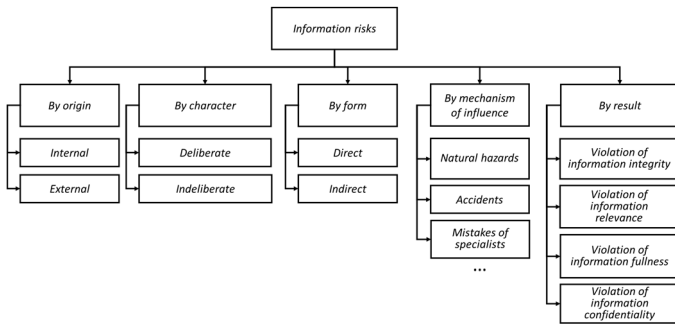 Information risks
By origin
Internal
External
By character
Deliberate
Indeliberate
By form
Direct
Indirect
By mechanism
of influence
Natural hazards
Accidents
Mistakes of
specialists
...
By result
Violation of
information integrity
Violation of
information
relevance
Violation of
information fullness
Violation of
information
confidentiality